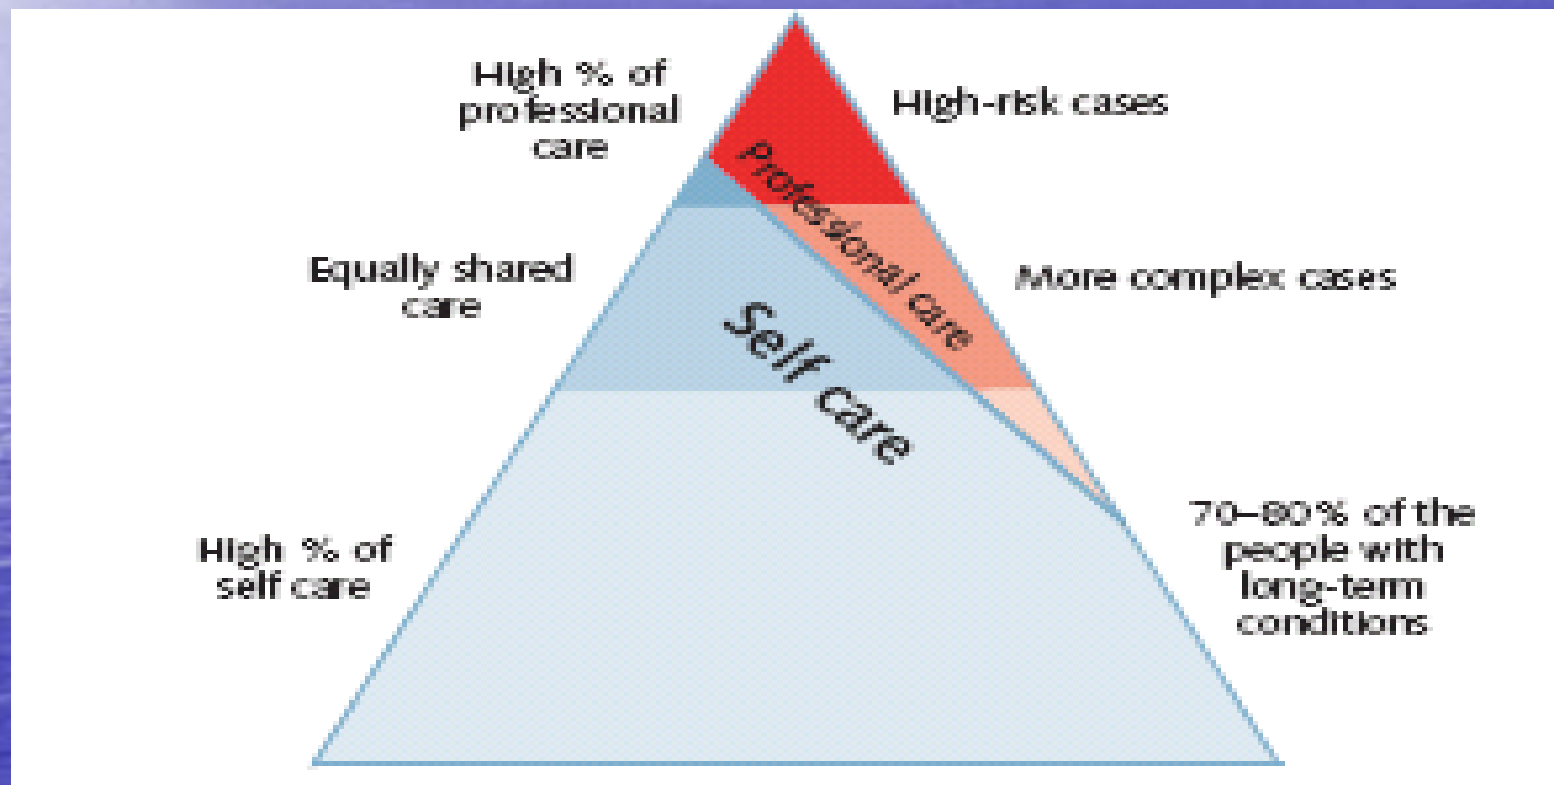 High % of
professional
care
High-risk cases
Professional care
Equally shared
care
More complex cases
Self care
High % of
self care
70–80% of the
people with
long-term
conditions